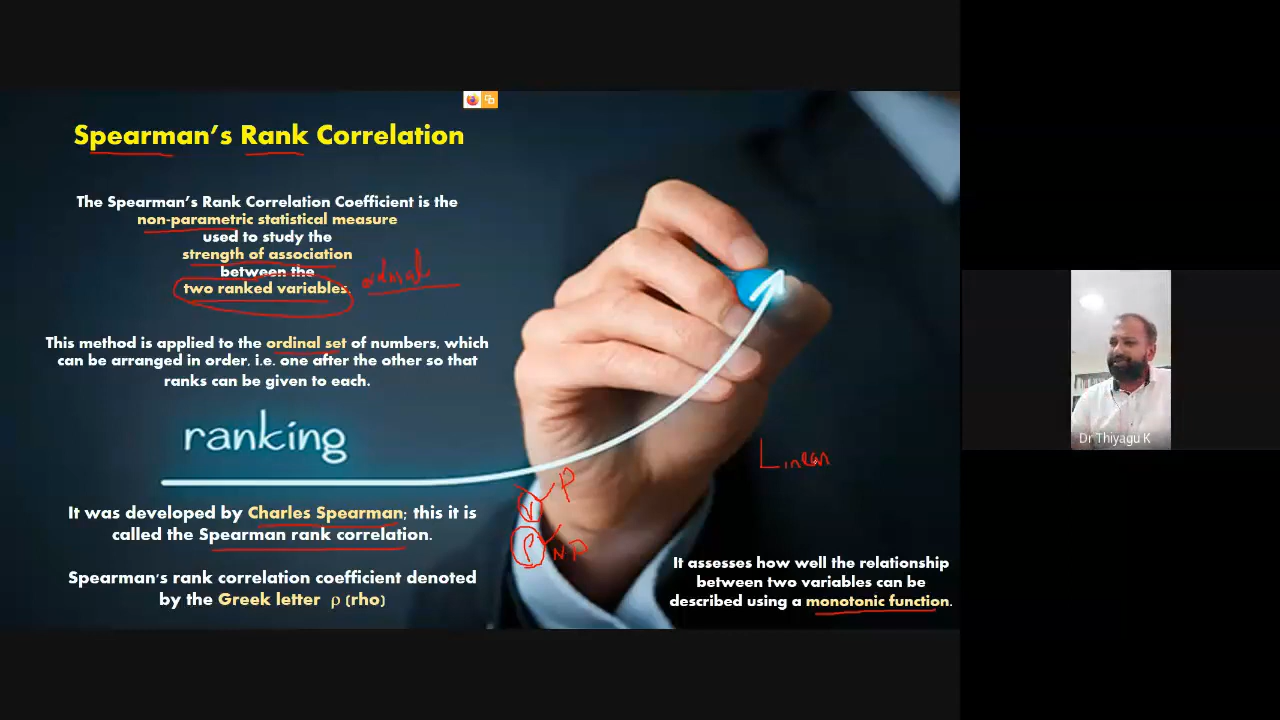 Spearman's Rank Correlation
The Spearman's Rank Correlation Coefficient is the
non-parametric statistical measure
used to study the
strength of association
between the
two ranked variables.
ordinal
This method is applied to the ordinal set of numbers, which
can be arranged in order, i.e. one after the other so that
ranks can be given to each.
ranking
Linear
P
r
ρ
NP
It was developed by Charles Spearman; this it is
called the Spearman rank correlation.
Spearman's rank correlation coefficient denoted
by the Greek letter ρ (rho)
It assesses how well the relationship
between two variables can be
described using a monotonic function.
Dr Thiyagu K